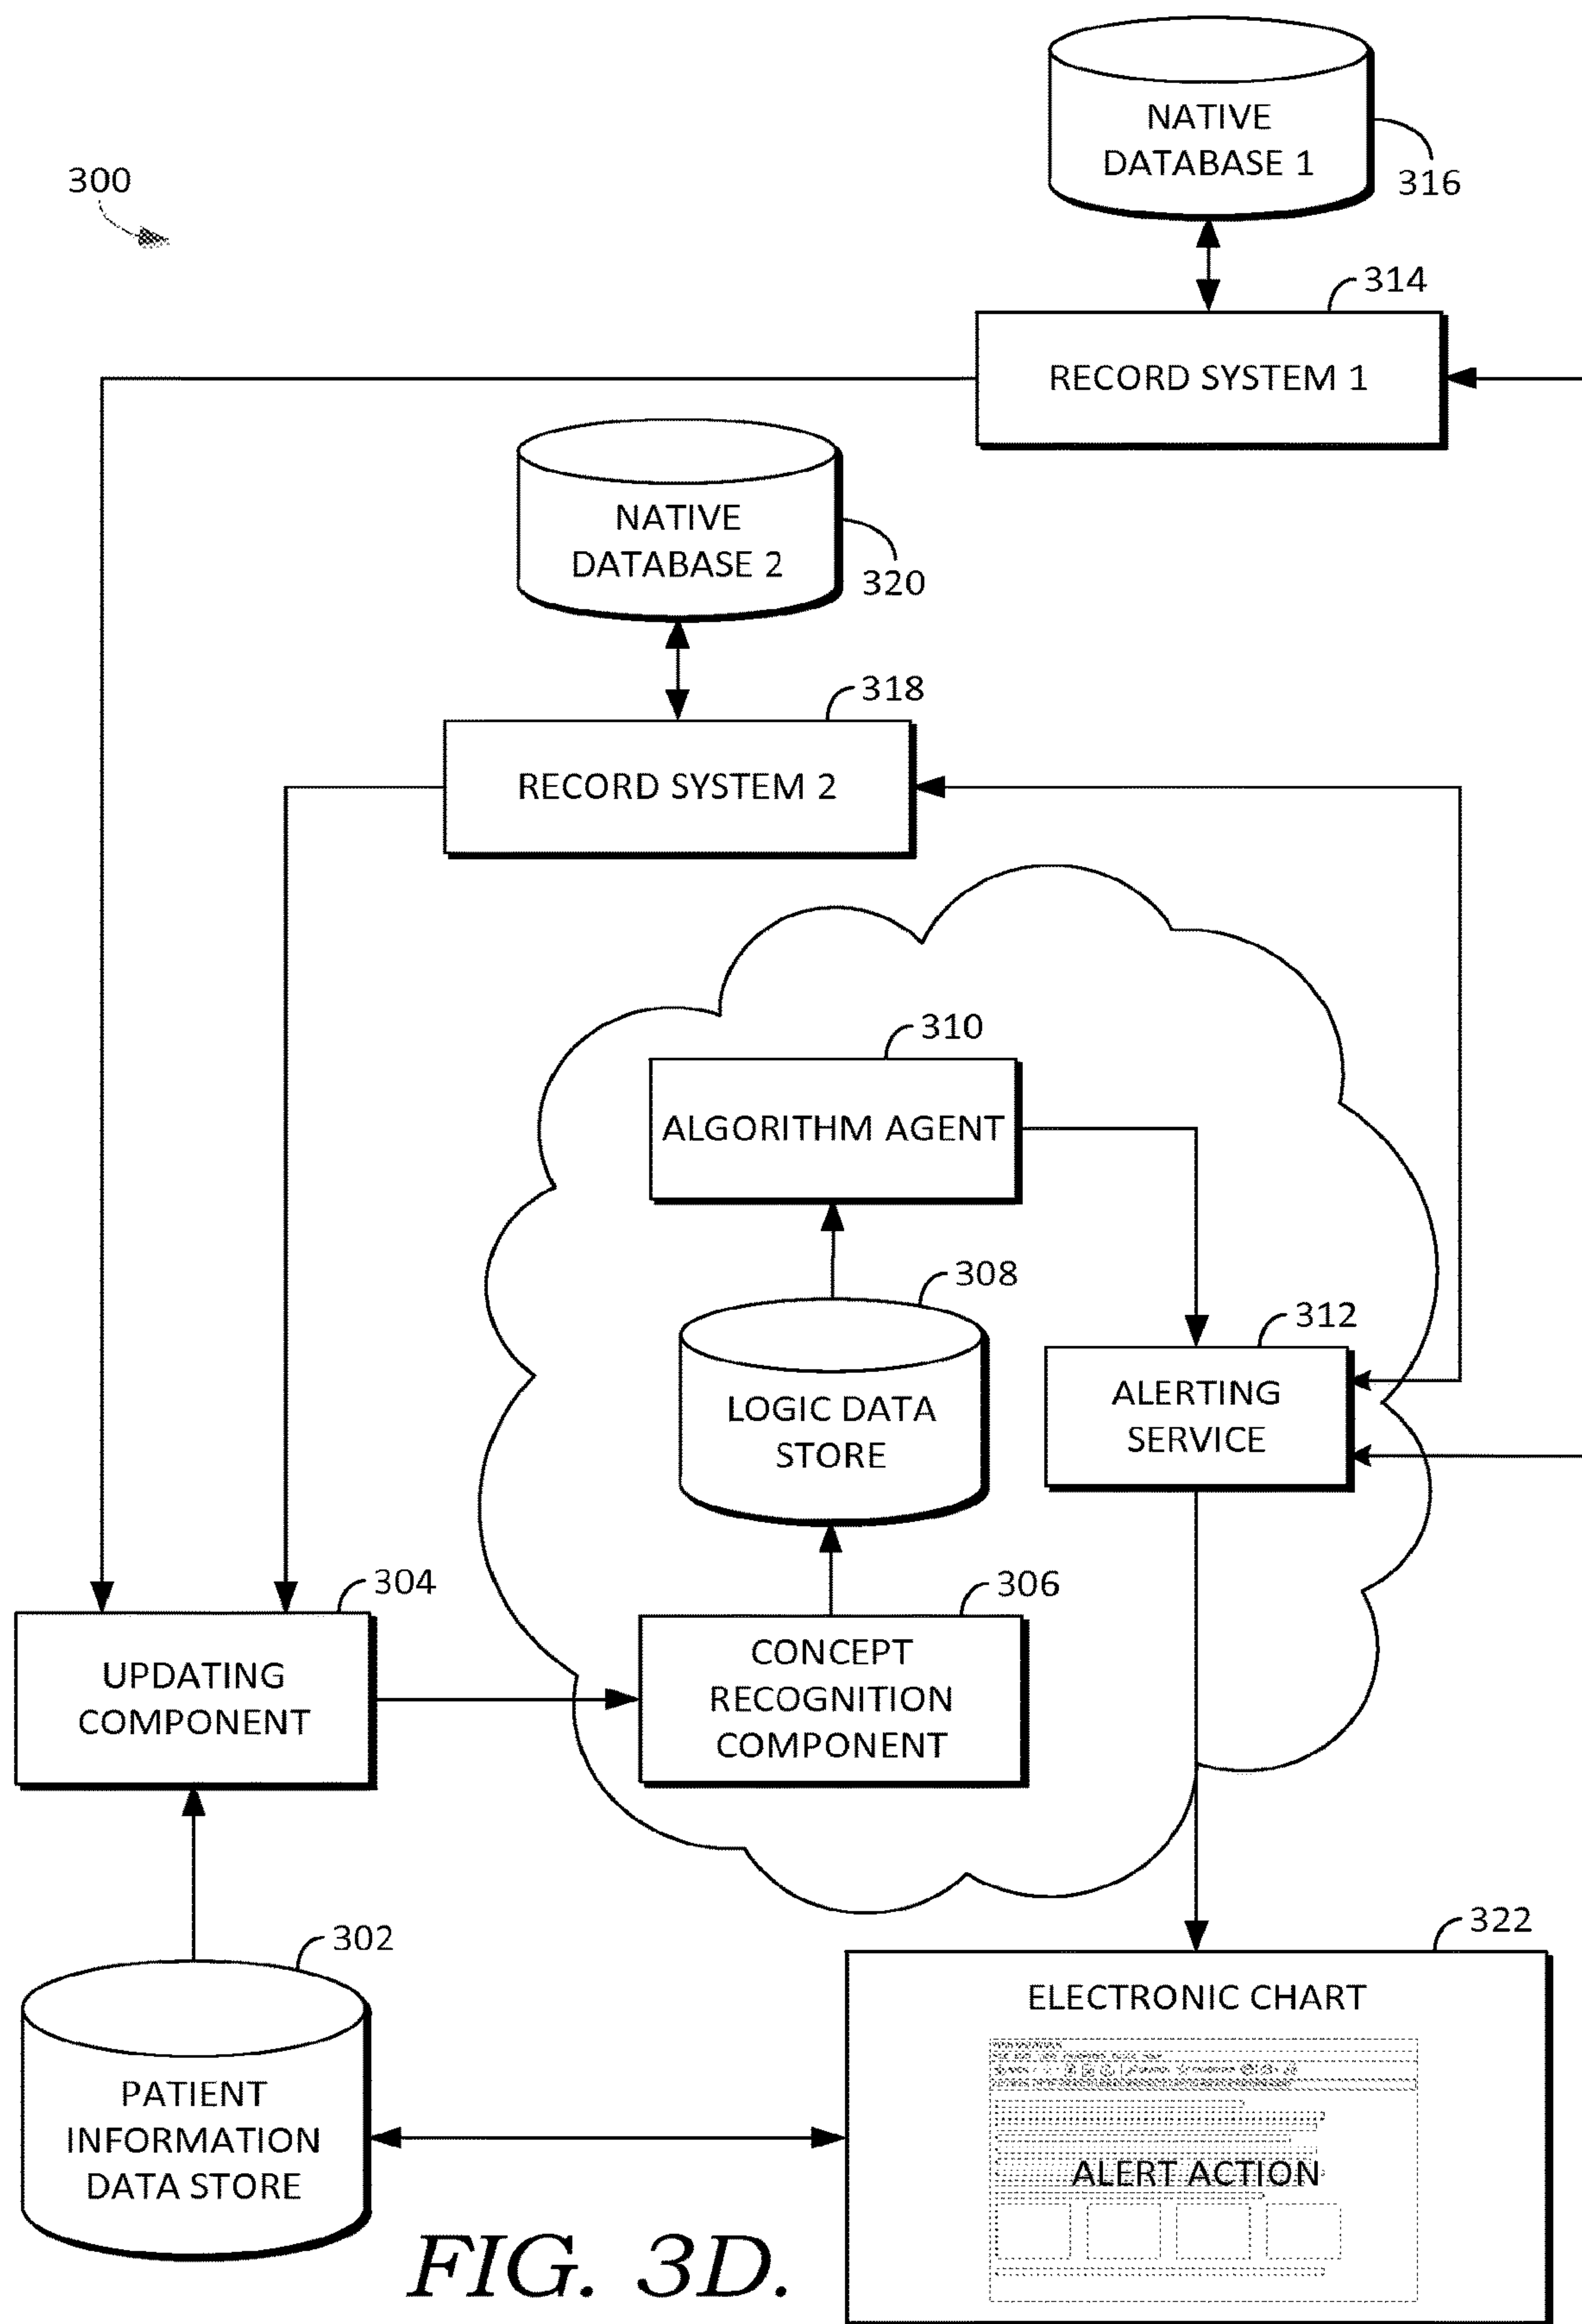 NATIVE
DATABASE 1
316
300
314
RECORD SYSTEM 1
NATIVE
DATABASE 2
320
318
RECORD SYSTEM 2
310
ALGORITHM AGENT
308
LOGIC DATA
STORE
312
ALERTING
SERVICE
304
UPDATING
COMPONENT
306
CONCEPT
RECOGNITION
COMPONENT
302
PATIENT
INFORMATION
DATA STORE
322
ELECTRONIC CHART
ALERT ACTION
FIG. 3D.